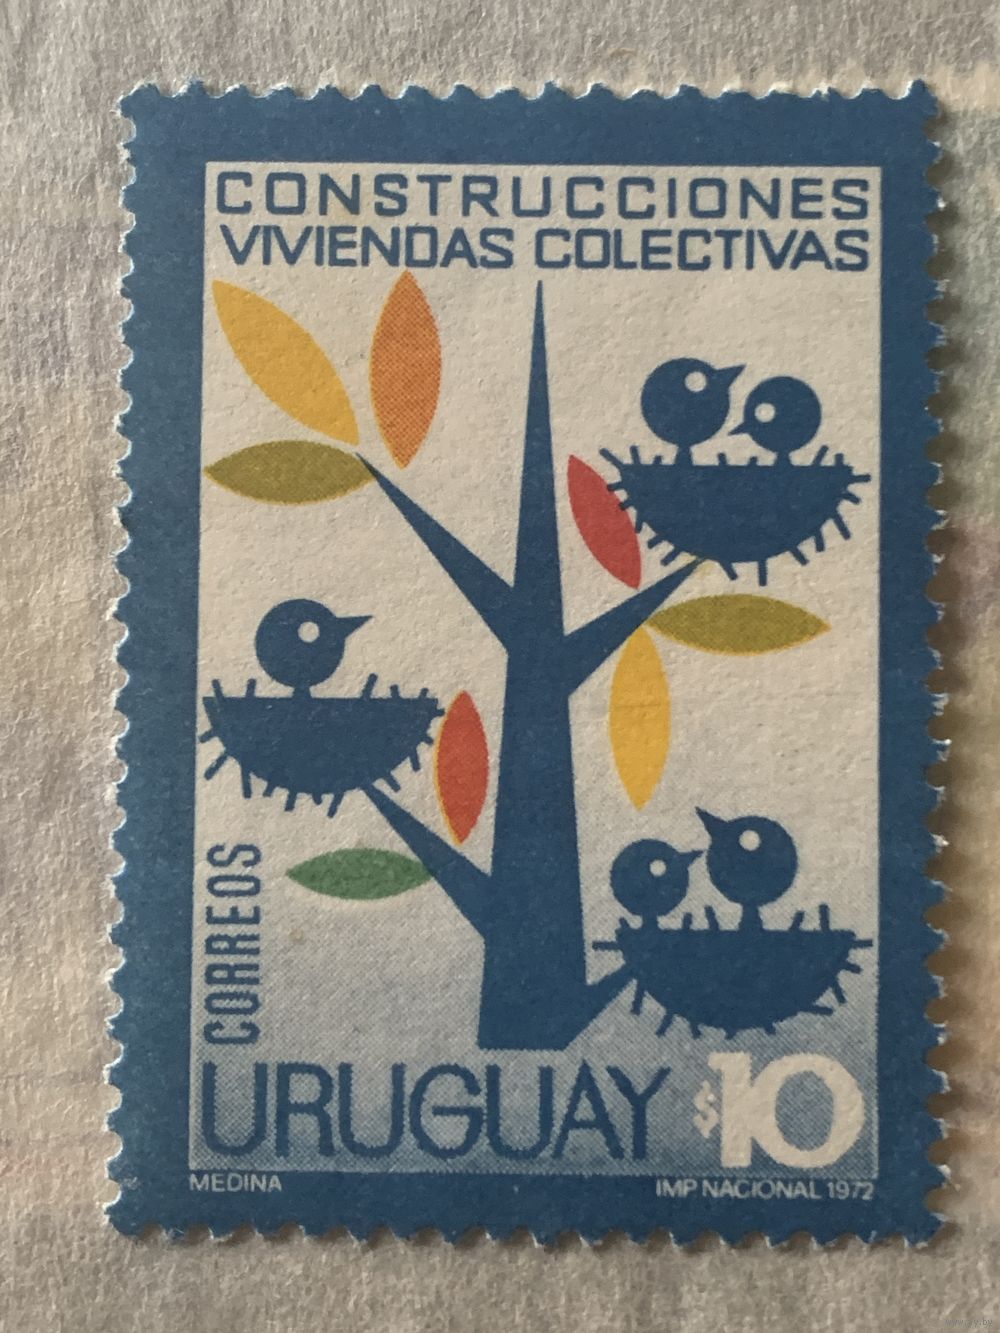 CONSTRUCCIONES
VIVIENDAS COLECTIVAS
CORREOS
URUGUAY $10
MEDINA IMP. NACIONAL 1972